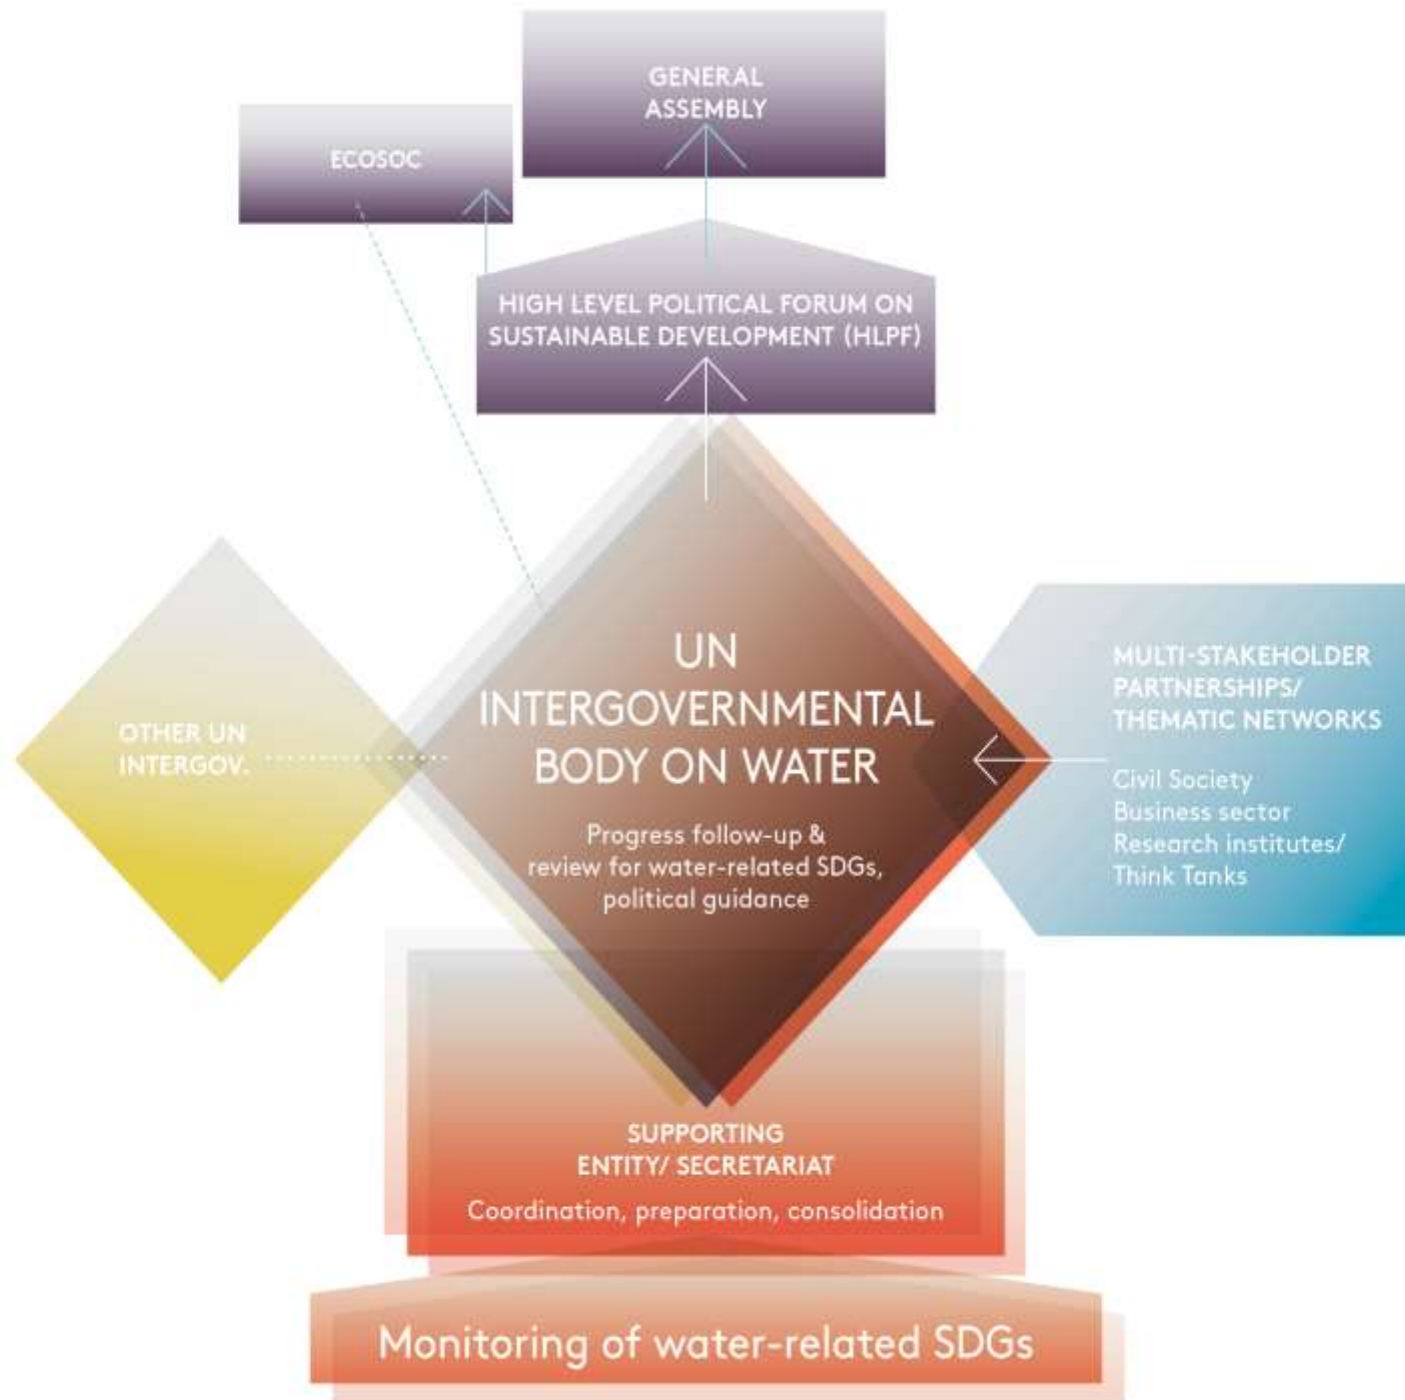 GENERAL
ASSEMBLY
ECOSOC
HIGH LEVEL POLITICAL FORUM ON
SUSTAINABLE DEVELOPMENT (HLPF)
UN
INTERGOVERNMENTAL
BODY ON WATER
Progress follow-up &
review for water-related SDGs,
political guidance
OTHER UN
INTERGOV.
MULTI-STAKEHOLDER
PARTNERSHIPS/
THEMATIC NETWORKS
Civil Society
Business sector
Research institutes/
Think Tanks
SUPPORTING
ENTITY/ SECRETARIAT
Coordination, preparation, consolidation
Monitoring of water-related SDGs